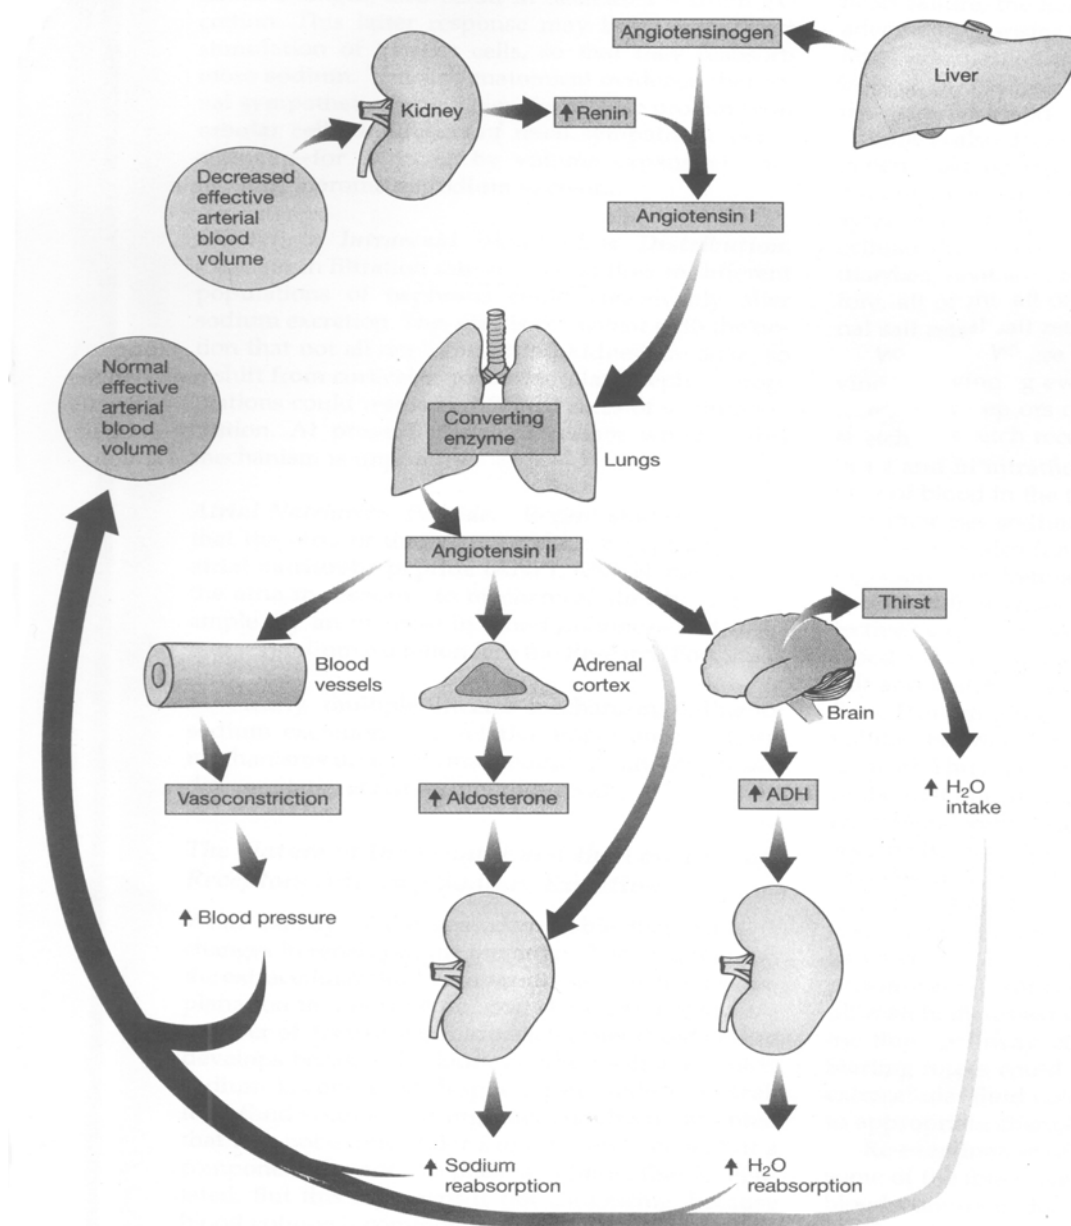 Angiotensinogen
Liver
Kidney
↑ Renin
Decreased
effective
arterial
blood
volume
Angiotensin I
Normal
effective
arterial
blood
volume
Converting
enzyme
Lungs
Angiotensin II
Thirst
Blood
vessels
Adrenal
cortex
Brain
Vasoconstriction
↑ Aldosterone
↑ ADH
↑ H₂O
intake
↑ Blood pressure
↑ Sodium
reabsorption
↑ H₂O
reabsorption